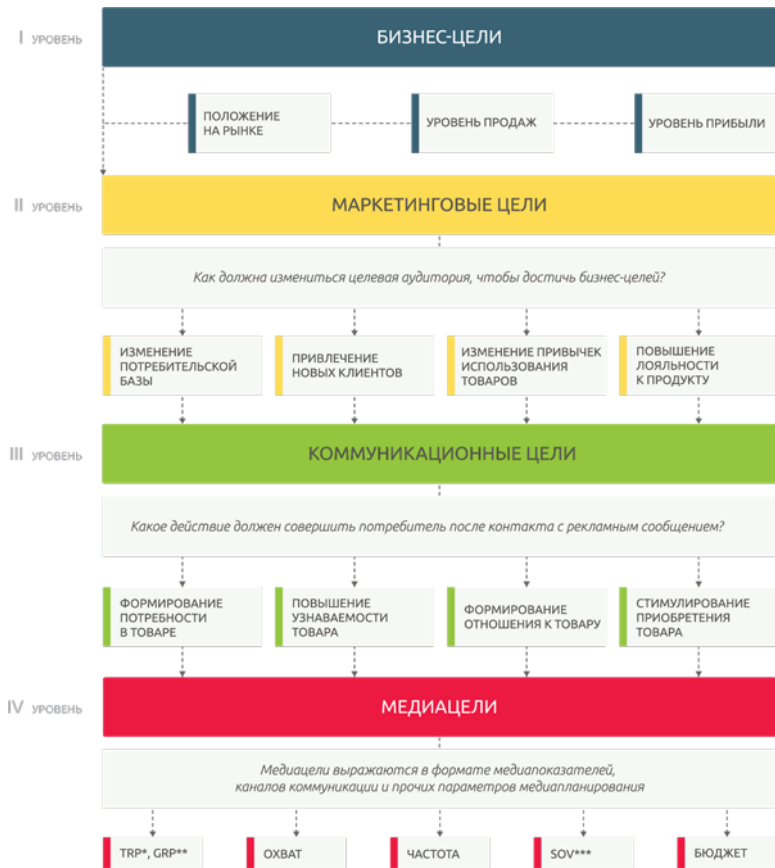 I УРОВЕНЬ
БИЗНЕС-ЦЕЛИ
ПОЛОЖЕНИЕ
НА РЫНКЕ
УРОВЕНЬ ПРОДАЖ
УРОВЕНЬ ПРИБЫЛИ
II УРОВЕНЬ
МАРКЕТИНГОВЫЕ ЦЕЛИ
Как должна измениться целевая аудитория, чтобы достичь бизнес-целей?
ИЗМЕНЕНИЕ
ПОТРЕБИТЕЛЬСКОЙ
БАЗЫ
ПРИВЛЕЧЕНИЕ
НОВЫХ КЛИЕНТОВ
ИЗМЕНЕНИЕ ПРИВЫЧЕК
ИСПОЛЬЗОВАНИЯ
ТОВАРОВ
ПОВЫШЕНИЕ
ЛОЯЛЬНОСТИ
К ПРОДУКТУ
III УРОВЕНЬ
КОММУНИКАЦИОННЫЕ ЦЕЛИ
Какое действие должен совершить потребитель после контакта с рекламным сообщением?
ФОРМИРОВАНИЕ
ПОТРЕБНОСТИ
В ТОВАРЕ
ПОВЫШЕНИЕ
УЗНАВАЕМОСТИ
ТОВАРА
ФОРМИРОВАНИЕ
ОТНОШЕНИЯ К ТОВАРУ
СТИМУЛИРОВАНИЕ
ПРИОБРЕТЕНИЯ
ТОВАРА
IV УРОВЕНЬ
МЕДИАЦЕЛИ
Медиацели выражаются в формате медиапоказателей,
каналов коммуникации и прочих параметров медиапланирования
TRP*, GRP**
ОХВАТ
ЧАСТОТА
SOV***
БЮДЖЕТ